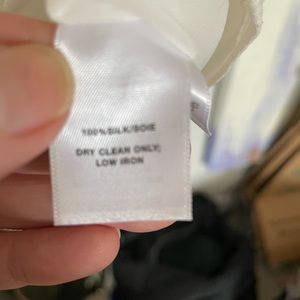 100%SILK/SOIE
DRY CLEAN ONLY;
LOW IRON